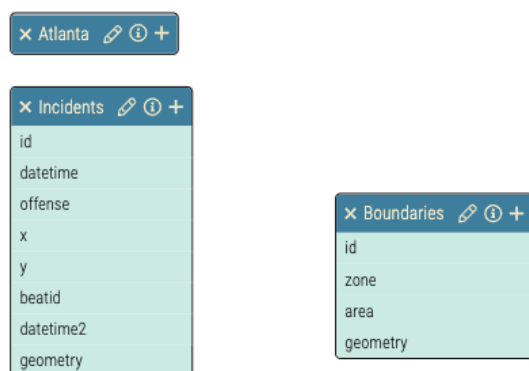 Atlanta
Incidents
id
datetime
offense
x
y
beatid
datetime2
geometry
Boundaries
id
zone
area
geometry